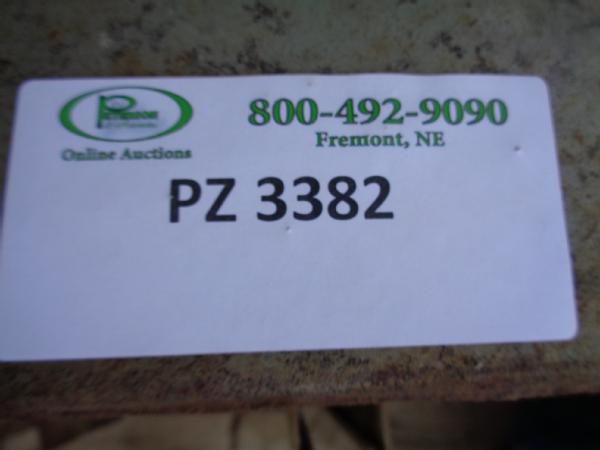 800-492-9090
Fremont, NE
Online Auctions
PZ 3382